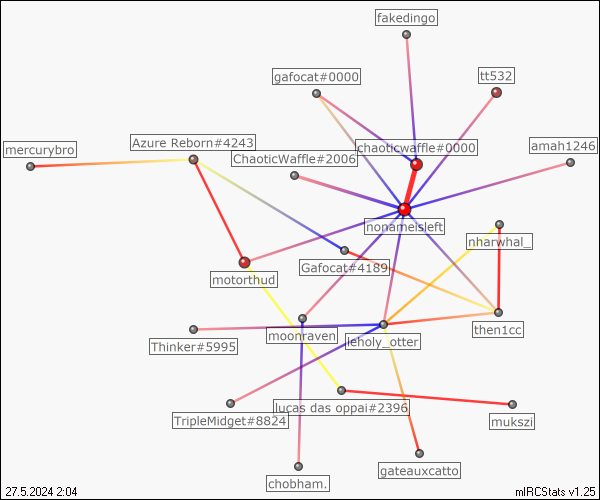 fakedingo
gafocat#0000
tt532
mercurybro
Azure Reborn#4243
ChaoticWaffle#2006
chaoticwaffle#0000
amah1246
nonameisleft
nharwhal_
motorthud
Gafocat#4189
Thinker#5995
moonraven
leholy_otter
then1cc
TripleMidget#8824
lucas das oppai#2396
mukszi
chobham.
gateauxcatto
27.5.2024 2:04
mIRCStats v1.25